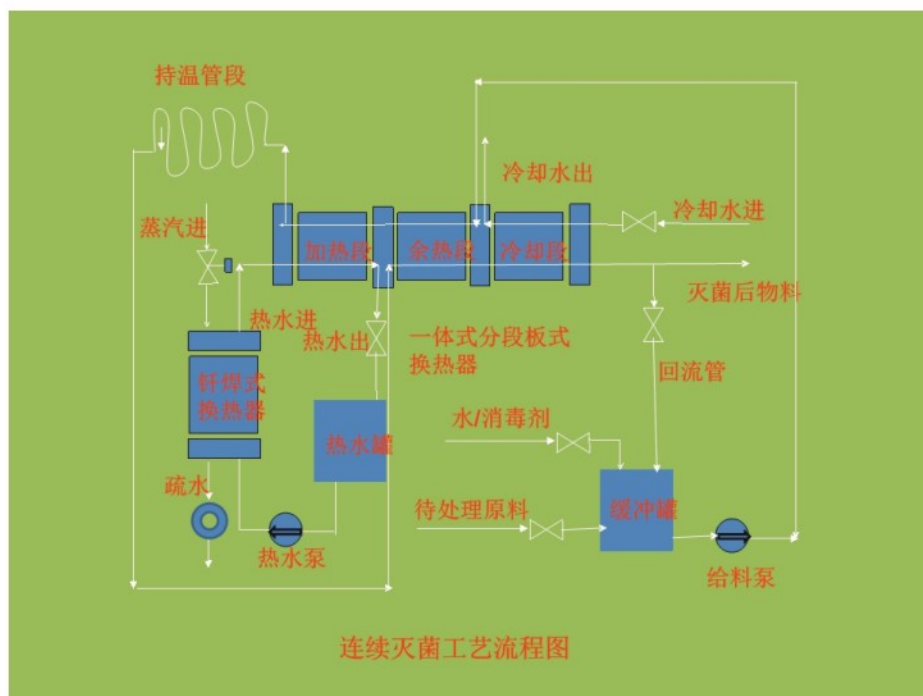 持温管段
冷却水出
冷却水进
蒸汽进
加热段
余热段
冷却段
灭菌后物料
热水进
热水出
一体式分段板式
换热器
回流管
钎焊式
换热器
水/消毒剂
热水罐
疏水
待处理原料
缓冲罐
热水泵
给料泵
连续灭菌工艺流程图